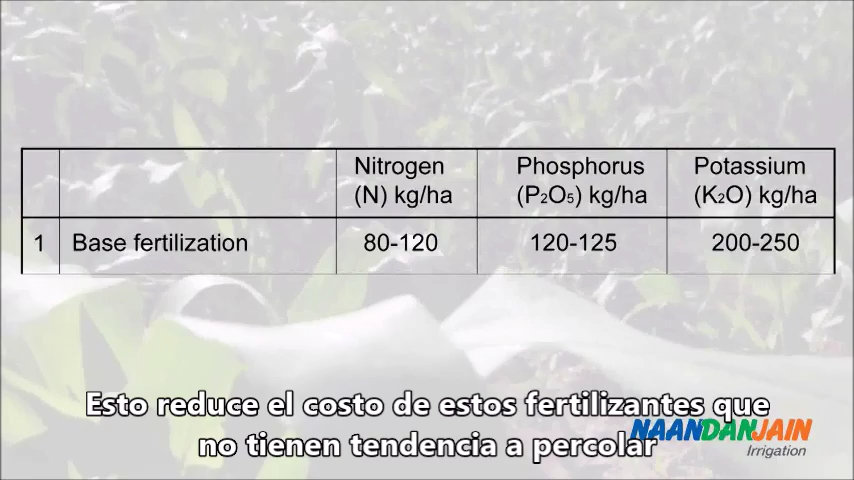 Nitrogen Phosphorus Potassium
(N) kg/ha (P₂O₅) kg/ha (K₂O) kg/ha
1 Base fertilization 80-120 120-125 200-250
Esto reduce el costo de estos fertilizantes que
no tienen tendencia a percolar
NAANDANJAIN
Irrigation